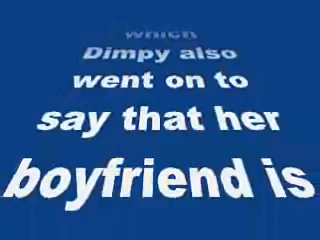 which
Dimpy also
went on to
say that her
boyfriend is